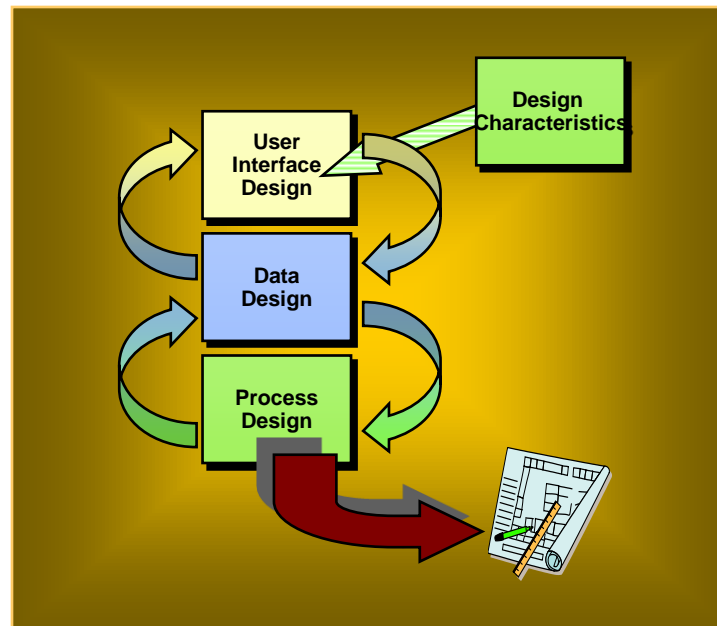 Design
Characteristics
User
Interface
Design
Data
Design
Process
Design